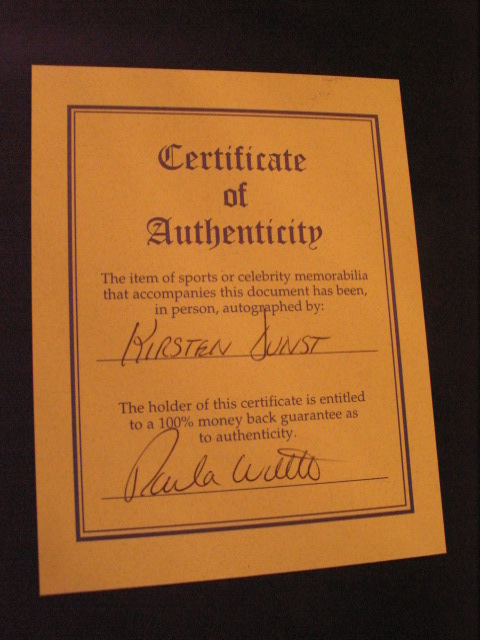 Certificate
of
Authenticity
The item of sports or celebrity memorabilia
that accompanies this document has been,
in person, autographed by:
KIRSTEN DUNST
The holder of this certificate is entitled
to a 100% money back guarantee as
to authenticity.
Paula